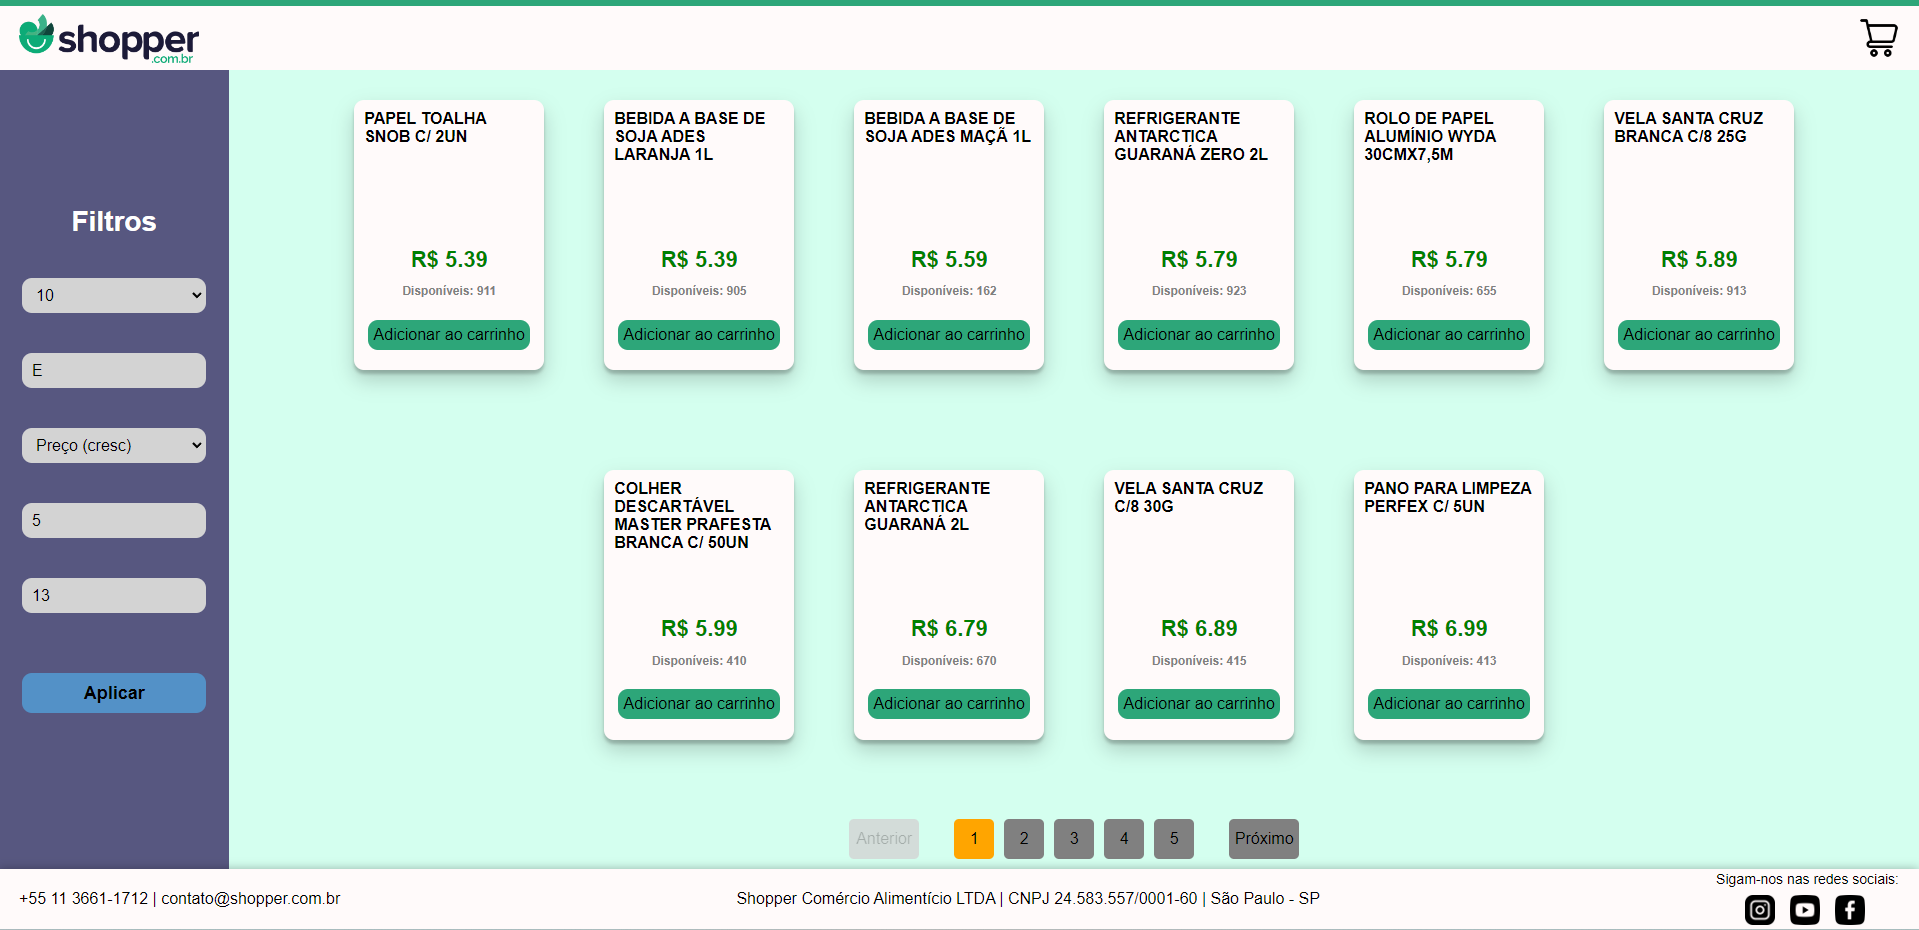 shopper
.com.br
Filtros
10
E
Preço (cresc)
5
13
Aplicar
PAPEL TOALHA
SNOB C/ 2UN
R$ 5.39
Disponíveis: 911
Adicionar ao carrinho
BEBIDA A BASE DE
SOJA ADES
LARANJA 1L
R$ 5.39
Disponíveis: 905
Adicionar ao carrinho
BEBIDA A BASE DE
SOJA ADES MAÇÃ 1L
R$ 5.59
Disponíveis: 162
Adicionar ao carrinho
REFRIGERANTE
ANTARCTICA
GUARANÁ ZERO 2L
R$ 5.79
Disponíveis: 923
Adicionar ao carrinho
ROLO DE PAPEL
ALUMÍNIO WYDA
30CMX7,5M
R$ 5.79
Disponíveis: 655
Adicionar ao carrinho
VELA SANTA CRUZ
BRANCA C/8 25G
R$ 5.89
Disponíveis: 913
Adicionar ao carrinho
COLHER
DESCARTÁVEL
MASTER PRAFESTA
BRANCA C/ 50UN
R$ 5.99
Disponíveis: 410
Adicionar ao carrinho
REFRIGERANTE
ANTARCTICA
GUARANÁ 2L
R$ 6.79
Disponíveis: 670
Adicionar ao carrinho
VELA SANTA CRUZ
C/8 30G
R$ 6.89
Disponíveis: 415
Adicionar ao carrinho
PANO PARA LIMPEZA
PERFEX C/ 5UN
R$ 6.99
Disponíveis: 413
Adicionar ao carrinho
Anterior 1 2 3 4 5 Próximo
+55 11 3661-1712 | contato@shopper.com.br
Shopper Comércio Alimentício LTDA | CNPJ 24.583.557/0001-60 | São Paulo - SP
Sigam-nos nas redes sociais: